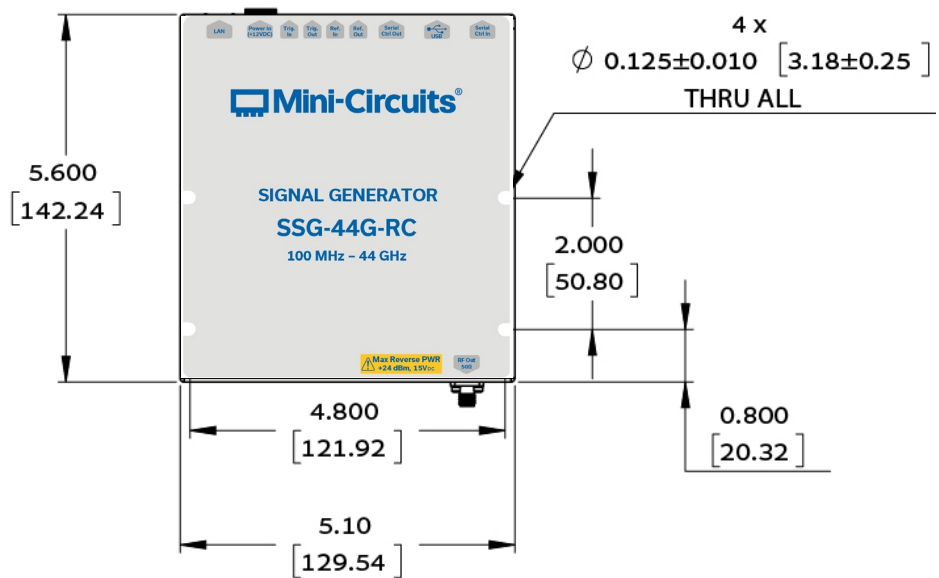 LAN
Power In
(+12VDC)
Trig.
In
Trig.
Out
Ref.
In
Ref.
Out
Serial
Ctrl Out
USB
Serial
Ctrl In
4 x
∅ 0.125±0.010 [3.18±0.25]
THRU ALL
Mini-Circuits®
5.600
[142.24]
SIGNAL GENERATOR
SSG-44G-RC
100 MHz – 44 GHz
2.000
[50.80]
Max Reverse PWR
+24 dBm, 15VDC
RF Out
50Ω
4.800
[121.92]
0.800
[20.32]
5.10
[129.54]